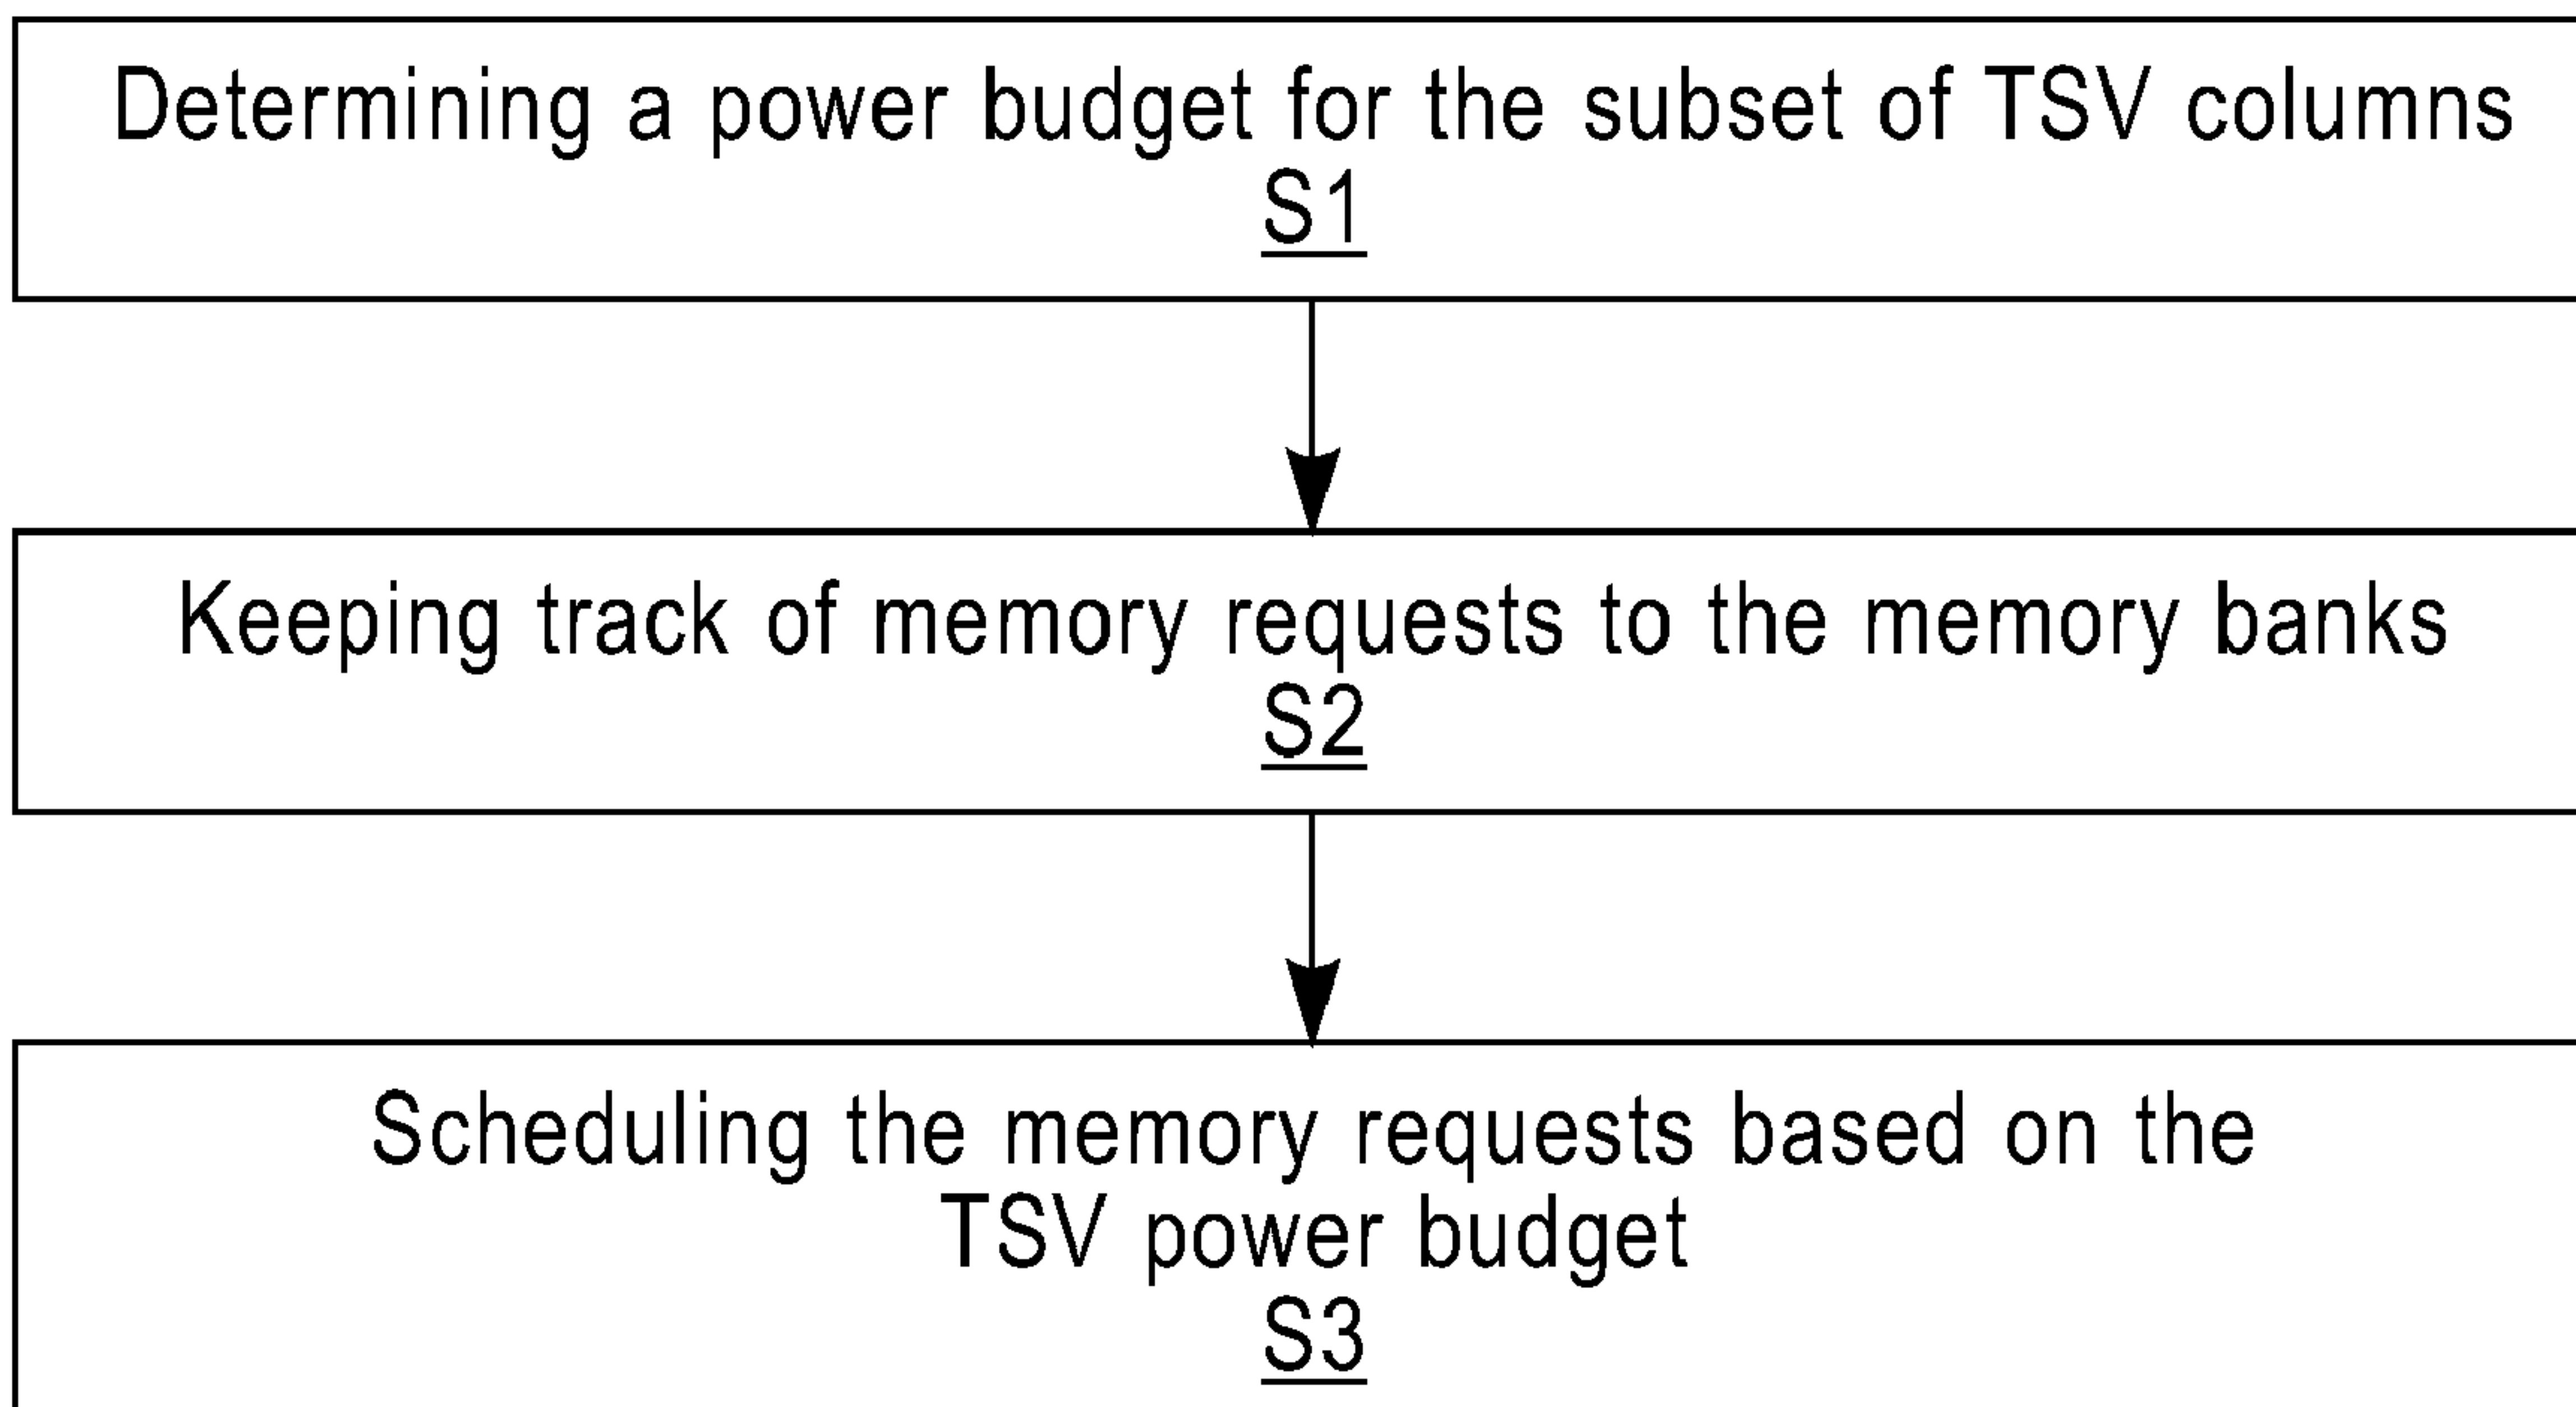 Determining a power budget for the subset of TSV columns
S1
Keeping track of memory requests to the memory banks
S2
Scheduling the memory requests based on the
TSV power budget
S3